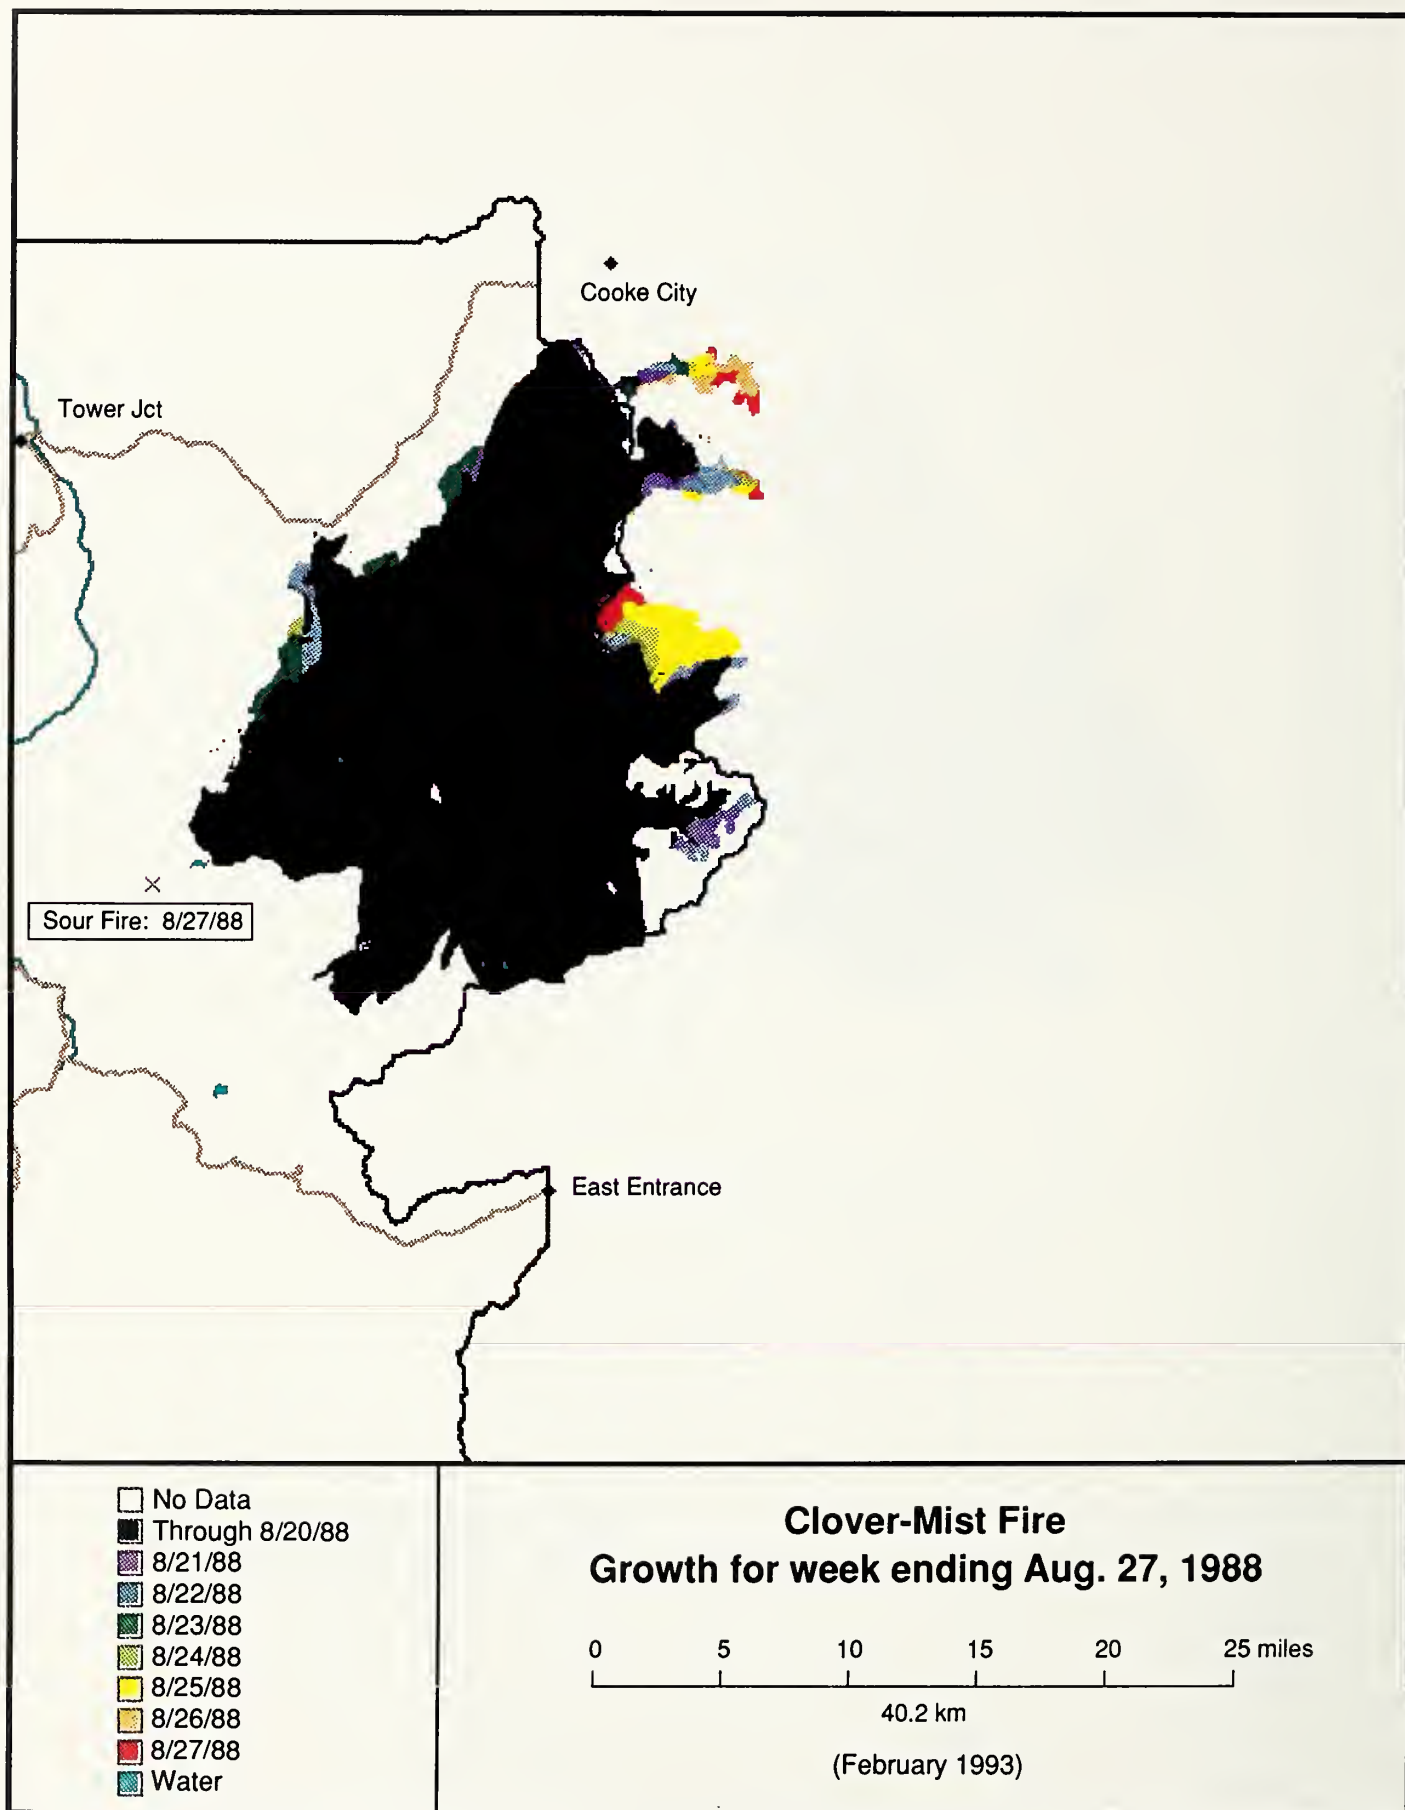 Cooke City
Tower Jct
Sour Fire: 8/27/88
East Entrance
No Data
Through 8/20/88
8/21/88
8/22/88
8/23/88
8/24/88
8/25/88
8/26/88
8/27/88
Water
Clover-Mist Fire
Growth for week ending Aug. 27, 1988
0 5 10 15 20 25 miles
40.2 km
(February 1993)